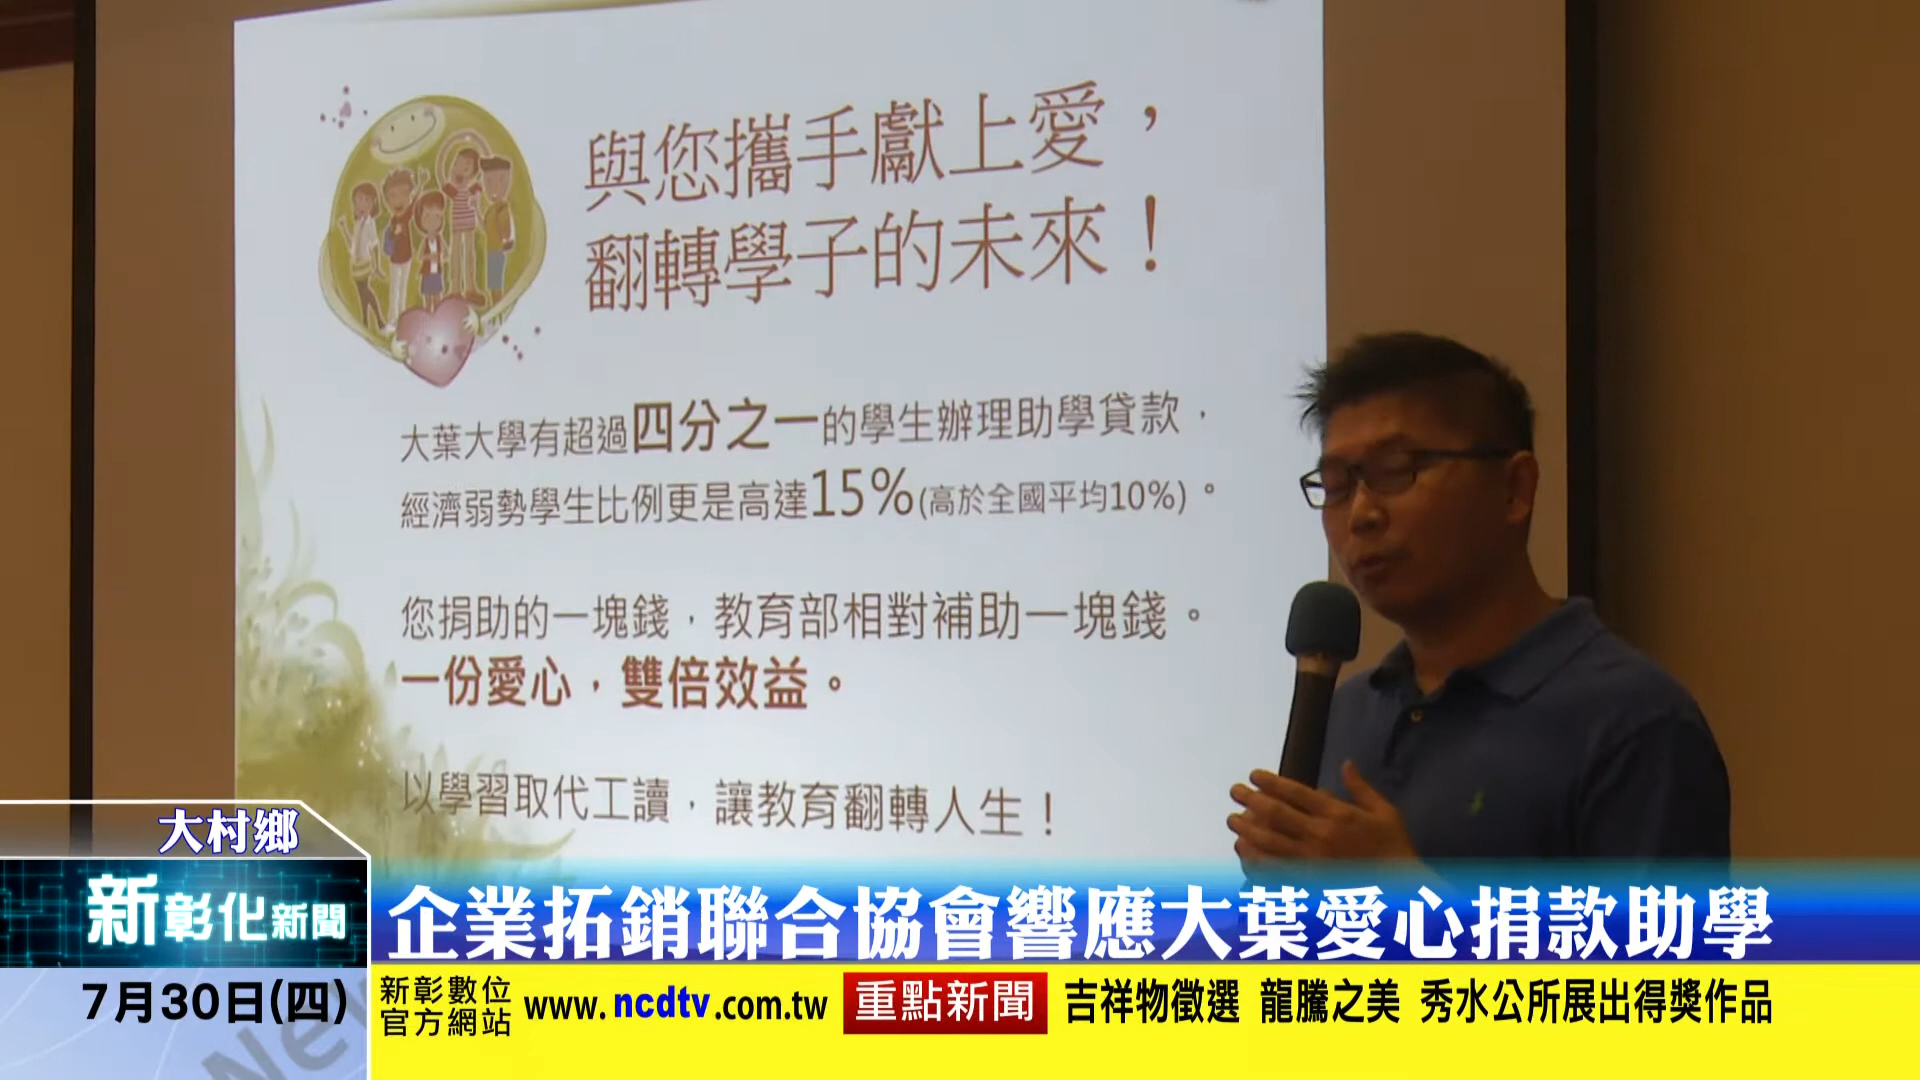 與您攜手獻上愛，
翻轉學子的未來！
大葉大學有超過四分之一的學生辦理助學貸款，
經濟弱勢學生比例更是高達15%(高於全國平均10%)。
您捐助的一塊錢，教育部相對補助一塊錢。
一份愛心，雙倍效益。
以學習取代工讀，讓教育翻轉人生！
大村鄉
新彰化新聞
企業拓銷聯合協會響應大葉愛心捐款助學
7月30日(四)
新彰數位
官方網站
www.ncdtv.com.tw
重點新聞
吉祥物徵選 龍騰之美 秀水公所展出得獎作品
New